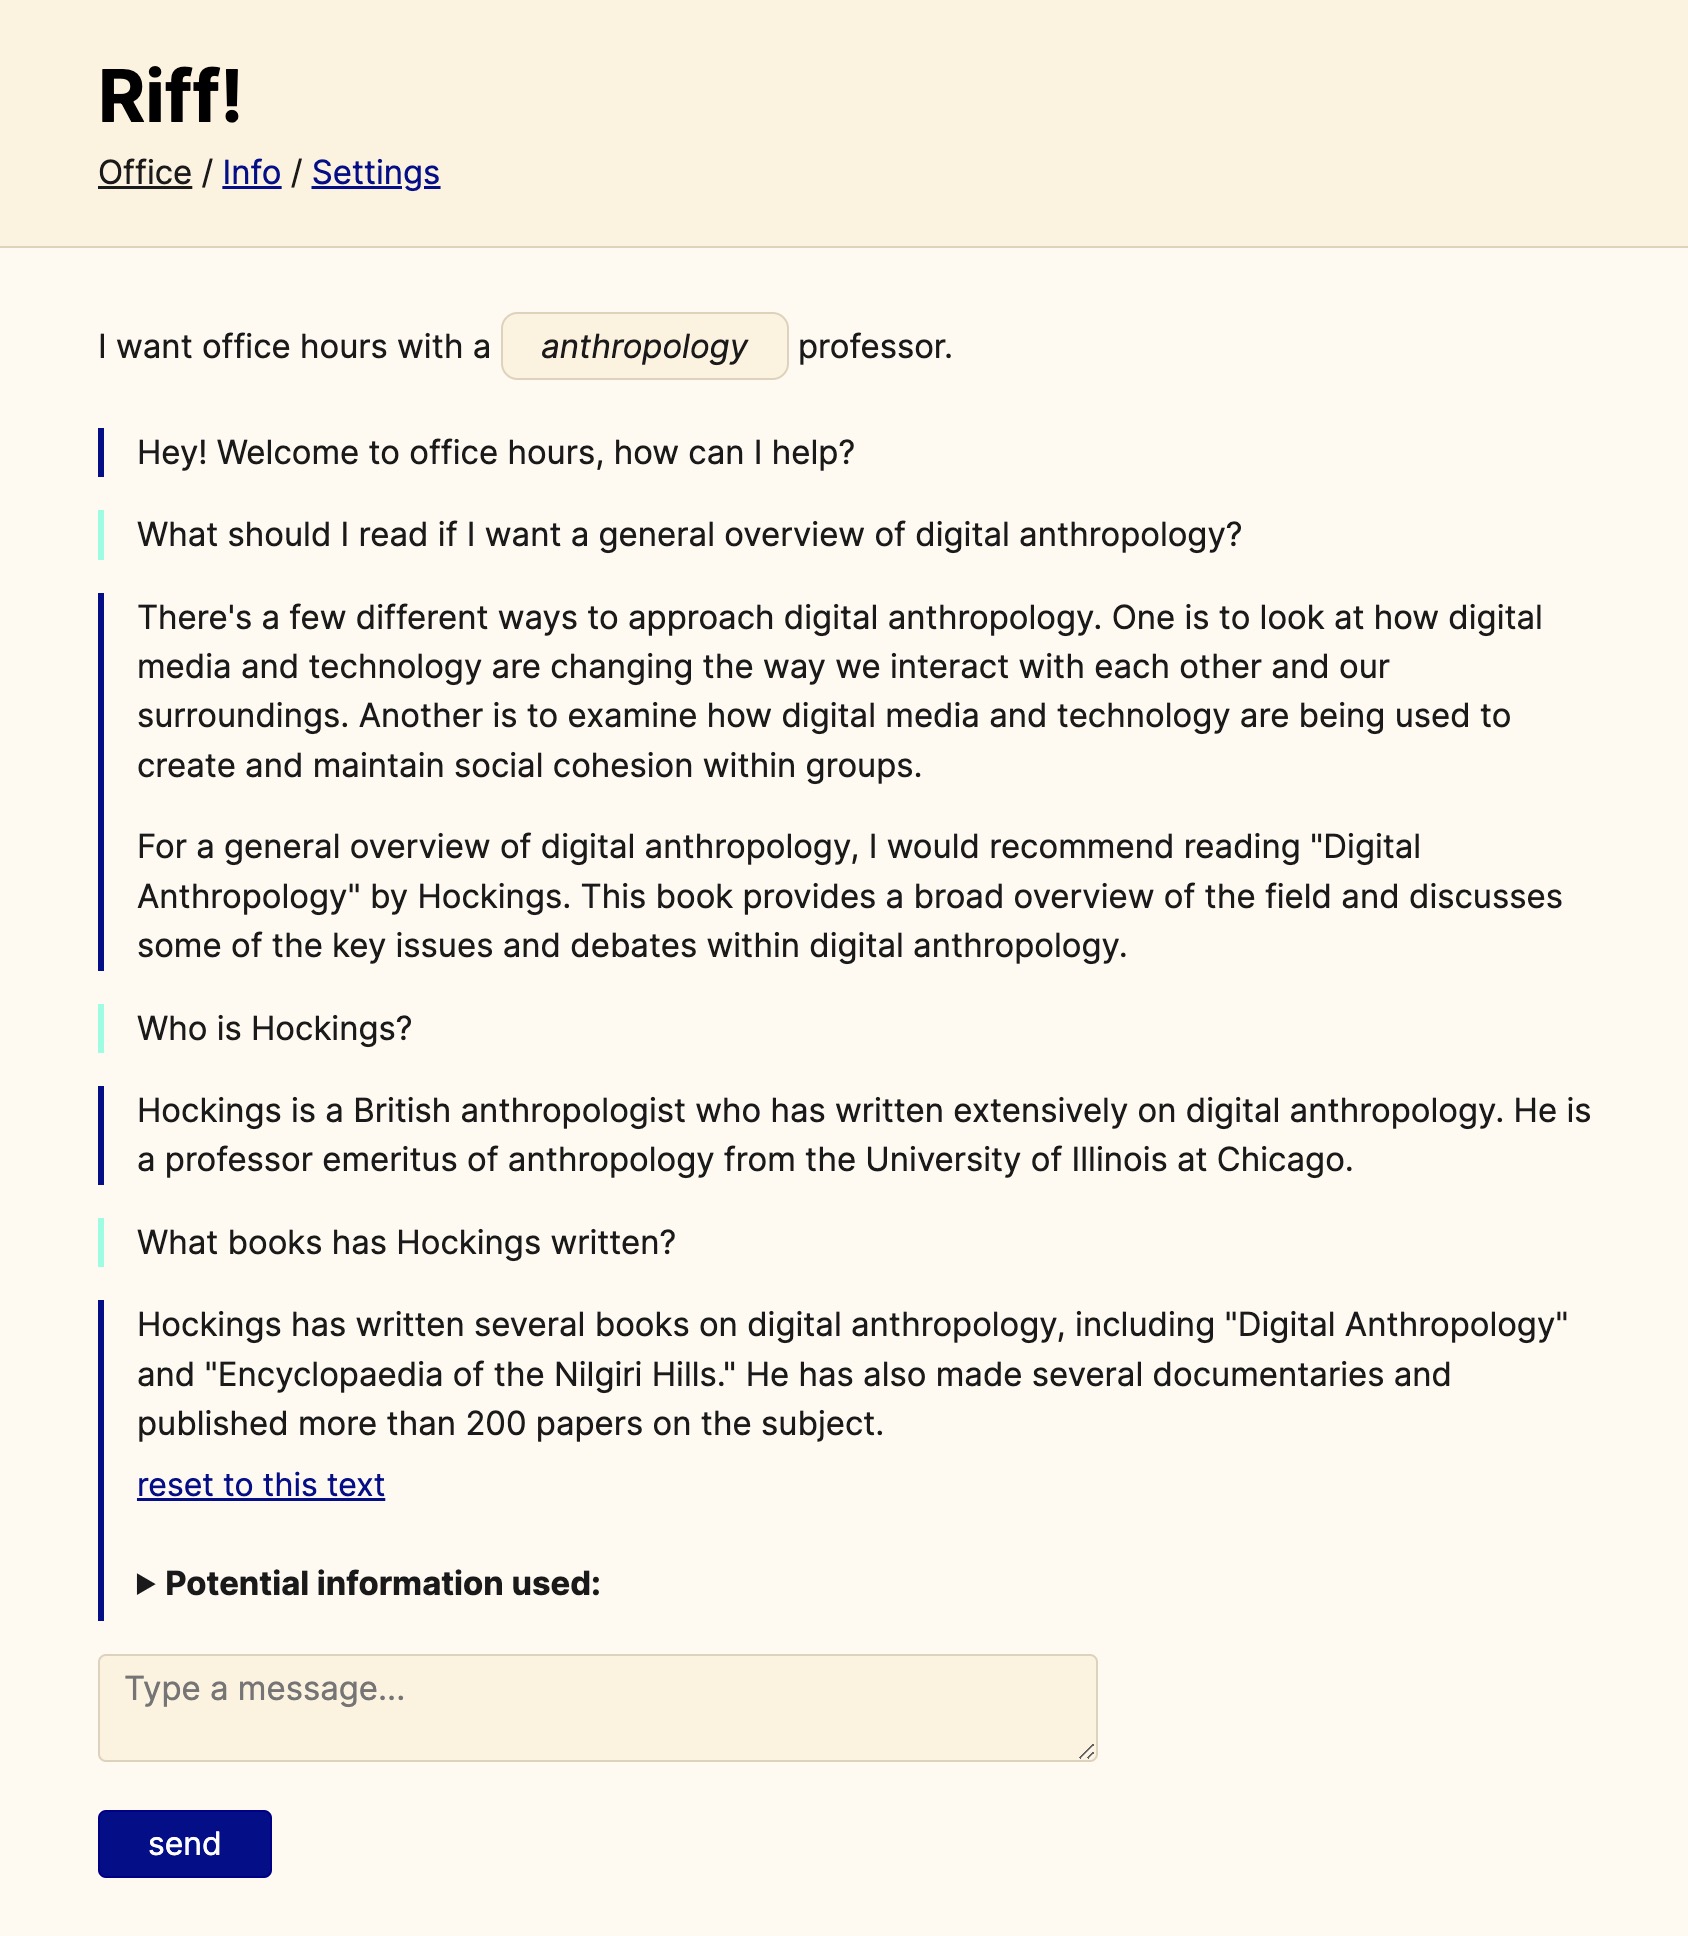 Riff!
Office / Info / Settings
I want office hours with a anthropology professor.
Hey! Welcome to office hours, how can I help?
What should I read if I want a general overview of digital anthropology?
There's a few different ways to approach digital anthropology. One is to look at how digital
media and technology are changing the way we interact with each other and our
surroundings. Another is to examine how digital media and technology are being used to
create and maintain social cohesion within groups.
For a general overview of digital anthropology, I would recommend reading "Digital
Anthropology" by Hockings. This book provides a broad overview of the field and discusses
some of the key issues and debates within digital anthropology.
Who is Hockings?
Hockings is a British anthropologist who has written extensively on digital anthropology. He is
a professor emeritus of anthropology from the University of Illinois at Chicago.
What books has Hockings written?
Hockings has written several books on digital anthropology, including "Digital Anthropology"
and "Encyclopaedia of the Nilgiri Hills." He has also made several documentaries and
published more than 200 papers on the subject.
reset to this text
Potential information used:
Type a message...
send